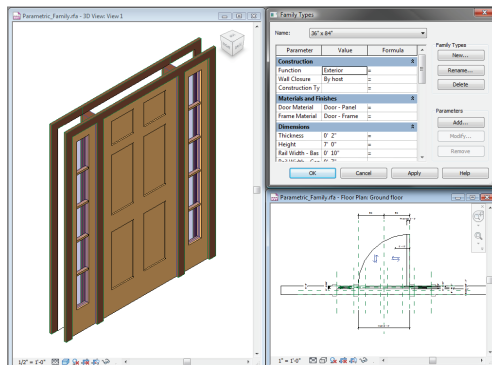 Parametric_Family.rfa - 3D View: View 1
1/2" = 1'-0"
Family Types
Name: 36" x 84"
Parameter Value Formula
Construction
Function Exterior =
Wall Closure By host =
Construction Ty =
Materials and Finishes
Door Material Door - Panel =
Frame Material Door - Frame =
Dimensions
Thickness 0' 2" =
Height 7' 0" =
Rail Width - Bas 0' 10" =
Family Types
New...
Rename...
Delete
Parameters
Add...
Modify...
Remove
OK Cancel Apply Help
Parametric_Family.rfa - Floor Plan: Ground floor
1" = 1'-0"